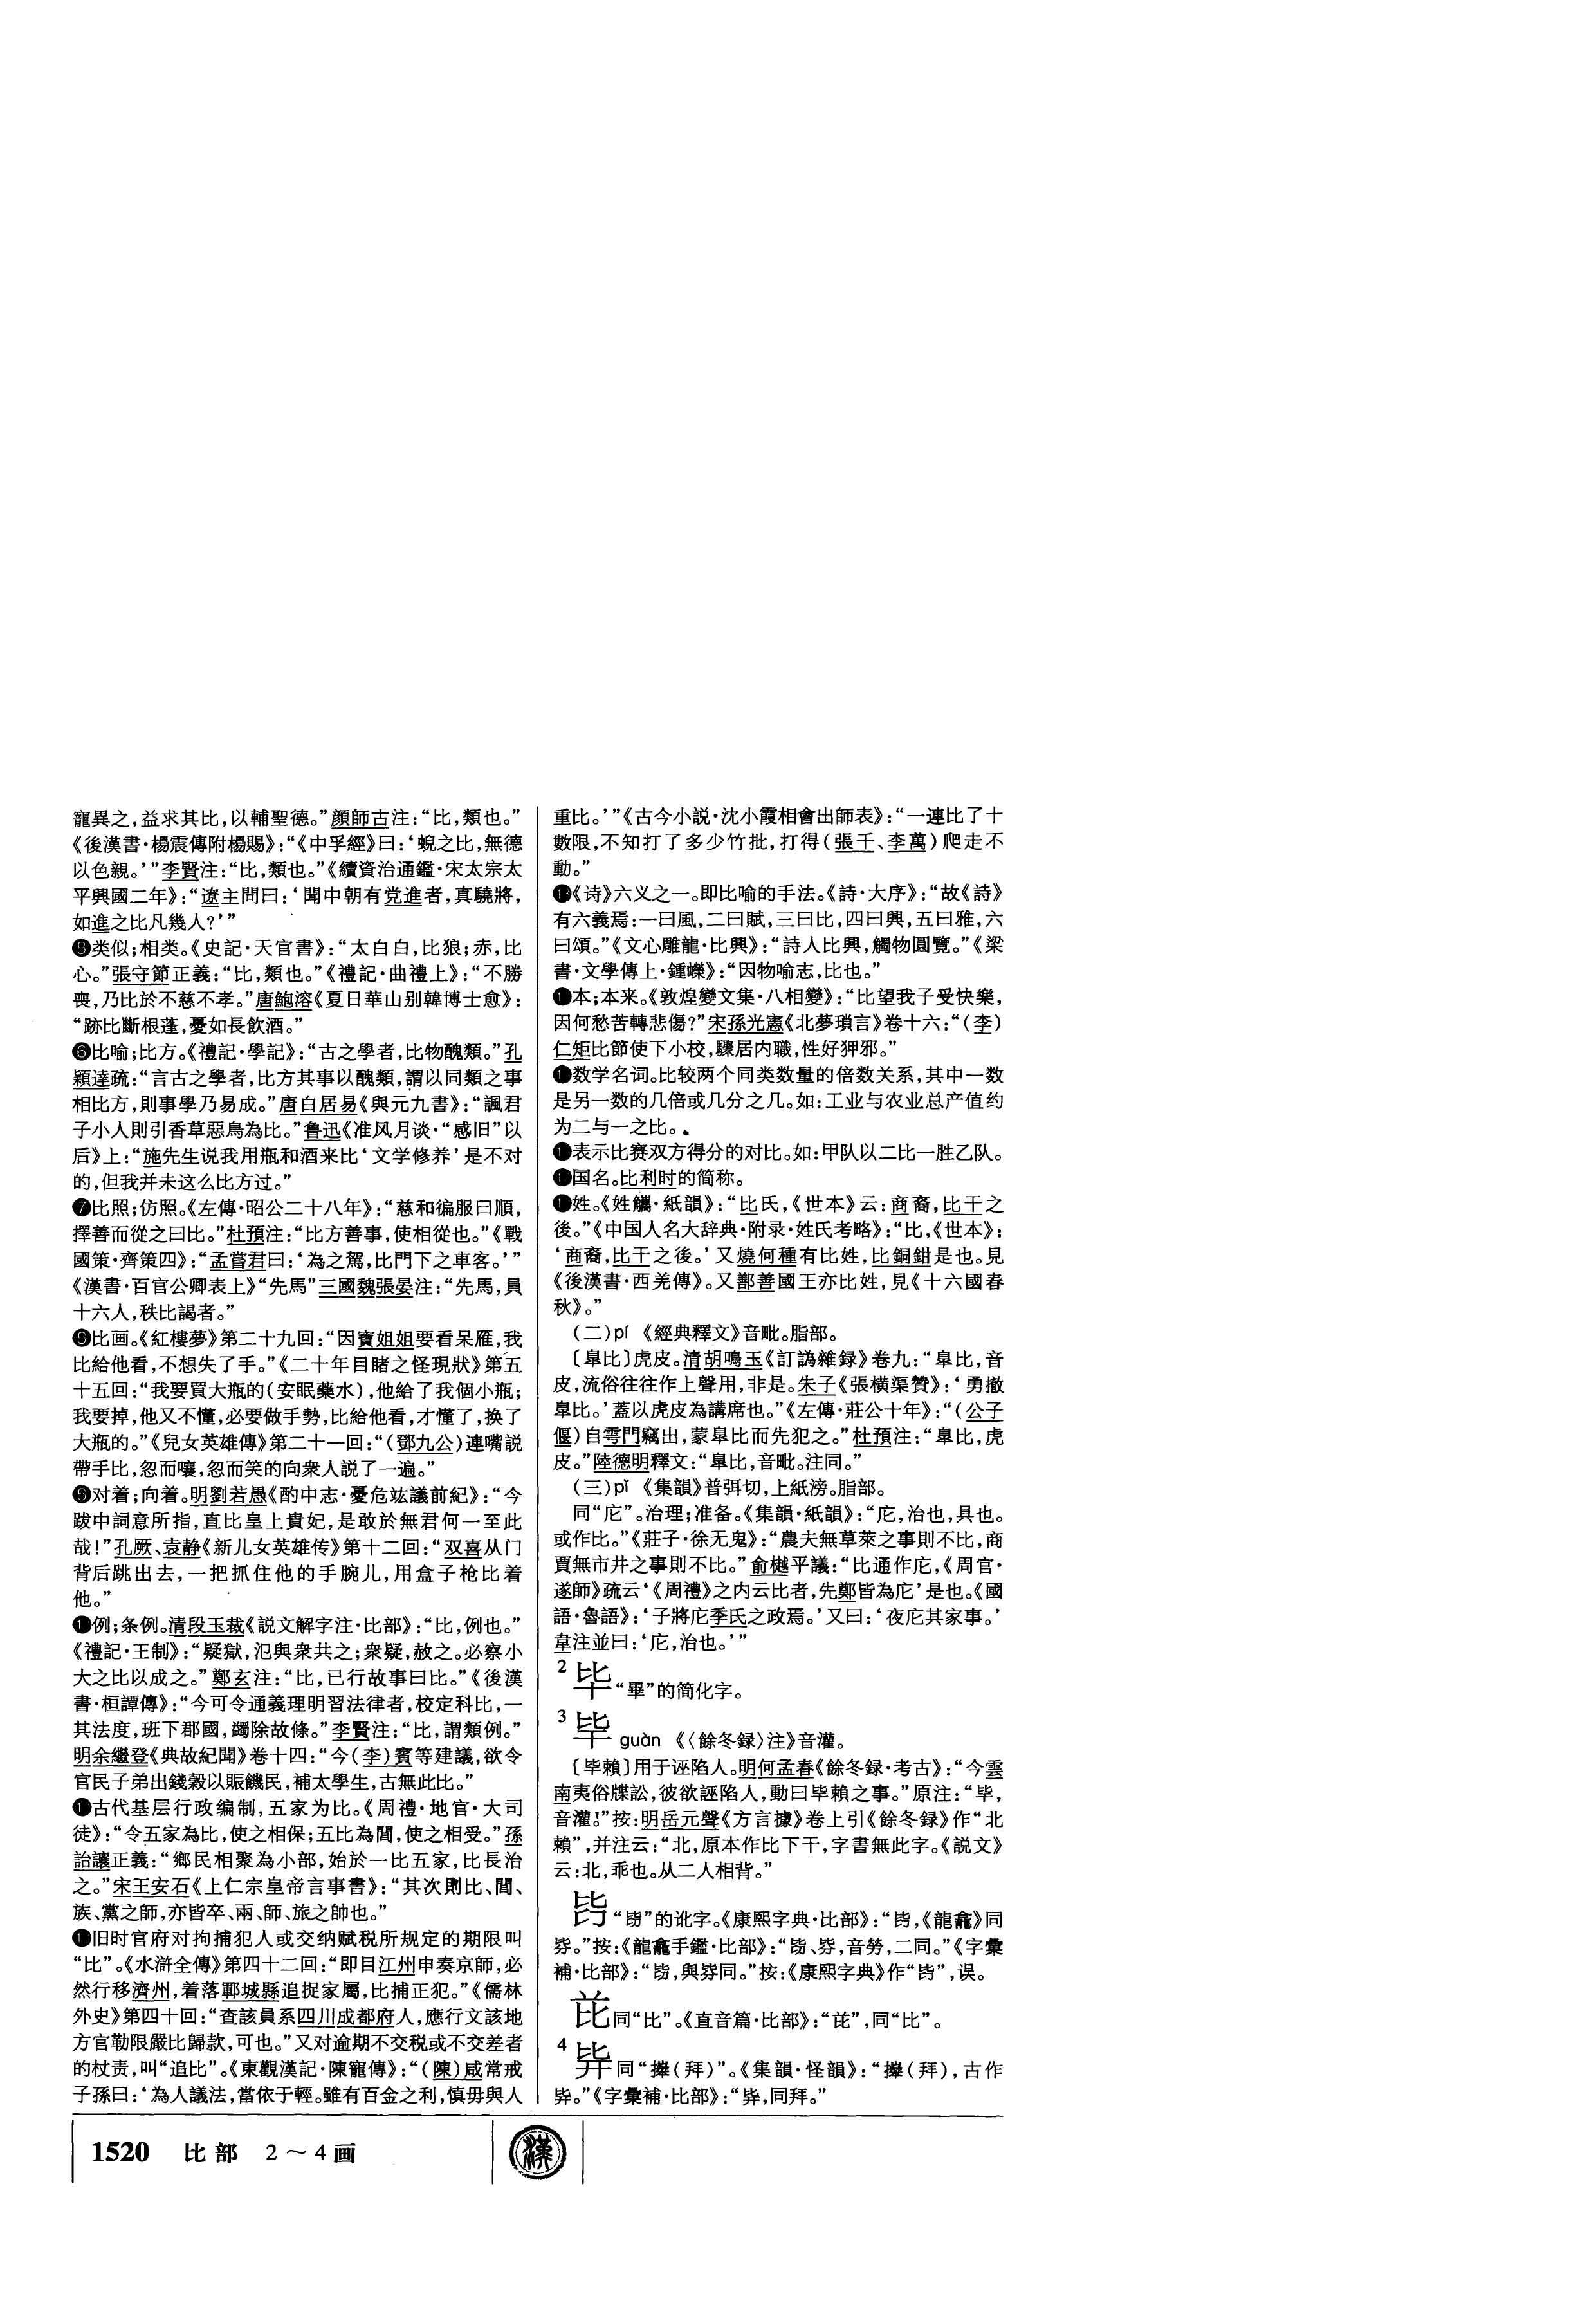 寵異之，益求其比，以輔聖德。”顔師古注：“比，類也。”
《後漢書·楊震傳附楊賜》：“《中孚經》曰：‘蜺之比，無德
以色親。’”李賢注：“比，類也。”《續資治通鑑·宋太宗太
平興國二年》：“遼主問曰：‘聞中朝有党進者，真驍將，
如進之比凡幾人?’”
❺类似；相类。《史記·天官書》：“太白白，比狼；赤，比
心。”張守節正義：“比，類也。”《禮記·曲禮上》：“不勝
喪，乃比於不慈不孝。”唐鮑溶《夏日華山别韓博士愈》：
“跡比斷根蓬，憂如長飲酒。”
❻比喻；比方。《禮記·學記》：“古之學者，比物醜類。”孔
穎達疏：“言古之學者，比方其事以醜類，謂以同類之事
相比方，則事學乃易成。”唐白居易《與元九書》：“諷君
子小人則引香草惡鳥為比。”鲁迅《准风月谈·“感旧”以
后》上：“施先生说我用瓶和酒来比‘文学修养’是不对
的，但我并未这么比方过。”
❼比照；仿照。《左傳·昭公二十八年》：“慈和徧服曰順，
擇善而從之曰比。”杜預注：“比方善事，使相從也。”《戰
國策·齊策四》：“孟嘗君曰：‘為之駕，比門下之車客。’”
《漢書·百官公卿表上》“先馬”三國魏張晏注：“先馬，員
十六人，秩比謁者。”
❽比画。《紅樓夢》第二十九回：“因寶姐姐要看呆雁，我
比給他看，不想失了手。”《二十年目睹之怪現狀》第五
十五回：“我要買大瓶的（安眠藥水），他給了我個小瓶；
我要掉，他又不懂，必要做手勢，比給他看，才懂了，换了
大瓶的。”《兒女英雄傳》第二十一回：“（鄧九公）連嘴説
帶手比，忽而嚷，忽而笑的向衆人説了一遍。”
❾对着；向着。明劉若愚《酌中志·憂危竑議前紀》：“今
跋中詞意所指，直比皇上貴妃，是敢於無君何一至此
哉！”孔厥、袁静《新儿女英雄传》第十二回：“双喜从门
背后跳出去，一把抓住他的手腕儿，用盒子枪比着
他。”
❿例；条例。清段玉裁《説文解字注·比部》：“比，例也。”
《禮記·王制》：“疑獄，氾與衆共之；衆疑，赦之。必察小
大之比以成之。”鄭玄注：“比，已行故事曰比。”《後漢
書·桓譚傳》：“今可令通義理明習法律者，校定科比，一
其法度，班下郡國，蠲除故條。”李賢注：“比，謂類例。”
明余繼登《典故紀聞》卷十四：“今（李）賓等建議，欲令
官民子弟出錢穀以賑饑民，補太學生，古無此比。”
⓫古代基层行政编制，五家为比。《周禮·地官·大司
徒》：“令五家為比，使之相保；五比為閭，使之相受。”孫
詒讓正義：“鄉民相聚為小部，始於一比五家，比長治
之。”宋王安石《上仁宗皇帝言事書》：“其次則比、閭、
族、黨之師，亦皆卒、兩、師、旅之帥也。”
⓬旧时官府对拘捕犯人或交纳赋税所规定的期限叫
“比”。《水滸全傳》第四十二回：“即目江州申奏京師，必
然行移濟州，着落鄆城縣追捉家屬，比捕正犯。”《儒林
外史》第四十回：“查該員系四川成都府人，應行文該地
方官勒限嚴比歸款，可也。”又对逾期不交税或不交差者
的杖责，叫“追比”。《東觀漢記·陳寵傳》：“（陳）咸常戒
子孫曰：‘為人議法，當依于輕。雖有百金之利，慎毋與人
重比。’”《古今小説·沈小霞相會出師表》：“一連比了十
數限，不知打了多少竹批，打得（張千、李萬）爬走不
動。”
⓭《诗》六义之一。即比喻的手法。《詩·大序》：“故《詩》
有六義焉：一曰風，二曰賦，三曰比，四曰興，五曰雅，六
曰頌。”《文心雕龍·比興》：“詩人比興，觸物圓覽。”《梁
書·文學傳上·鍾嶸》：“因物喻志，比也。”
⓮本；本来。《敦煌變文集·八相變》：“比望我子受快樂，
因何愁苦轉悲傷?”宋孫光憲《北夢瑣言》卷十六：“（李）
仁矩比節使下小校，驟居内職，性好狎邪。”
⓯数学名词。比较两个同类数量的倍数关系，其中一数
是另一数的几倍或几分之几。如：工业与农业总产值约
为二与一之比。
⓰表示比赛双方得分的对比。如：甲队以二比一胜乙队。
⓱国名。比利时的简称。
⓲姓。《姓觿·紙韻》：“比氏，《世本》云：商裔，比干之
後。”《中国人名大辞典·附录·姓氏考略》：“比，《世本》：
‘商裔，比干之後。’又燒何種有比姓，比銅鉗是也。見
《後漢書·西羌傳》。又鄯善國王亦比姓，見《十六國春
秋》。”
（二）pí 《經典釋文》音毗。脂部。
〔皐比〕虎皮。清胡鳴玉《訂譌雜録》卷九：“皐比，音
皮，流俗往往作上聲用，非是。朱子《張横渠贊》：‘勇撤
皐比。’蓋以虎皮為講席也。”《左傳·莊公十年》：“（公子
偃）自雩門竊出，蒙皐比而先犯之。”杜預注：“皐比，虎
皮。”陸德明釋文：“皐比，音毗。注同。”
（三）pǐ 《集韻》普弭切，上紙滂。脂部。
同“庀”。治理；准备。《集韻·紙韻》：“庀，治也，具也。
或作比。”《莊子·徐无鬼》：“農夫無草萊之事則不比，商
賈無市井之事則不比。”俞樾平議：“比通作庀，《周官·
遂師》疏云‘《周禮》之内云比者，先鄭皆為庀’是也。《國
語·魯語》：‘子將庀季氏之政焉。’又曰：‘夜庀其家事。’
韋注並曰：‘庀，治也。’”
2 毕“畢”的简化字。
3 guàn 《〈餘冬録〉注》音灌。
賴〕用于诬陷人。明何孟春《餘冬録·考古》：“今雲
南夷俗牒訟，彼欲誣陷人，動曰賴之事。”原注：“
音灌！”按：明岳元聲《方言據》卷上引《餘冬録》作“北
賴”，并注云：“北，原本作比下干，字書無此字。《説文》
云：北，乖也。从二人相背。”
的讹字。《康熙字典·比部》：“《龍龕》同
按：《龍龕手鑑·比部》：“音勞，二同。”《字彙
補·比部》：“與同。”按：《康熙字典》作，误。
同“比”。《直音篇·比部》：同“比”。
4 同“（拜）”。《集韻·怪韻》：“（拜），古作
《字彙補·比部》：“同拜。”
1520 比部 2～4画
漢